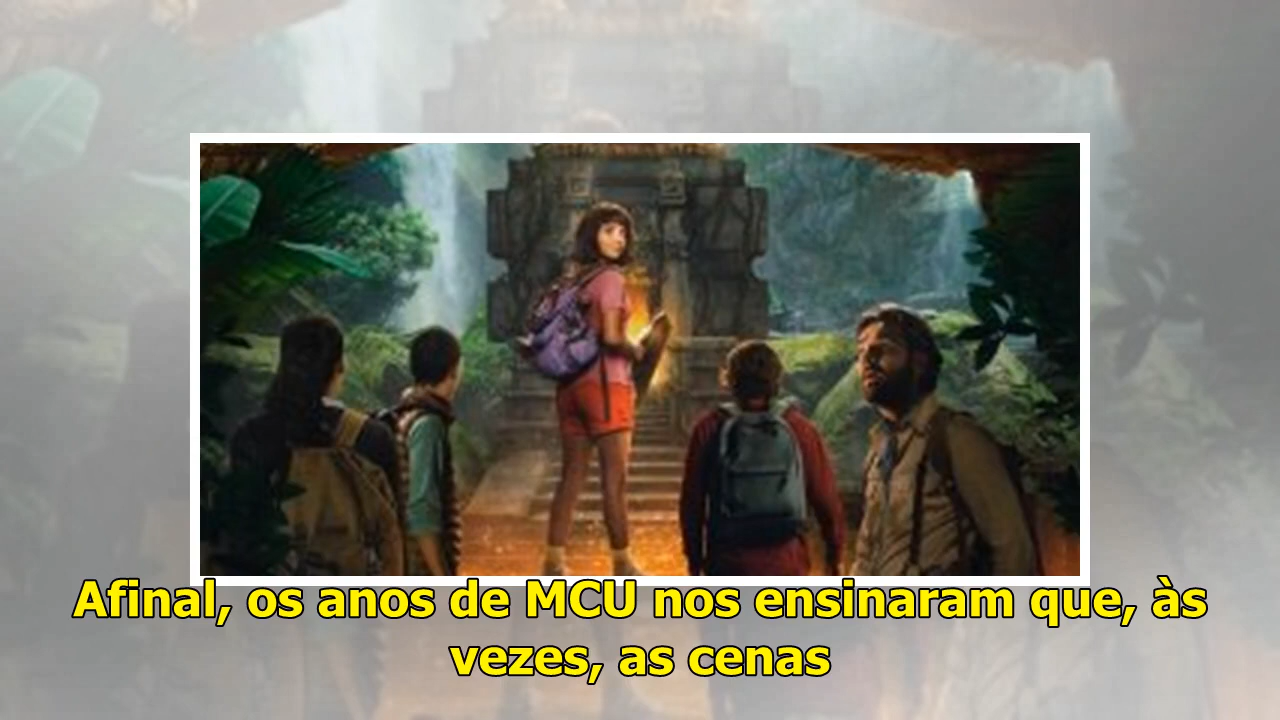 Afinal, os anos de MCU nos ensinaram que, às
vezes, as cenas